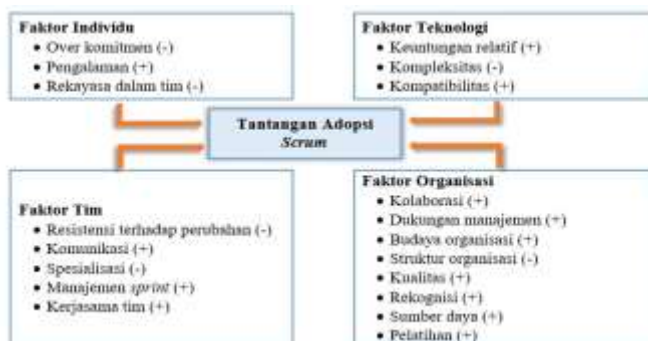 Faktor Individu
• Over komitmen (-)
• Pengalaman (+)
• Rekayasa dalam tim (-)
Faktor Teknologi
• Keuntungan relatif (+)
• Kompleksitas (-)
• Kompatibilitas (+)
Tantangan Adopsi
Scrum
Faktor Tim
• Resistensi terhadap perubahan (-)
• Komunikasi (+)
• Spesialisasi (-)
• Manajemen sprint (+)
• Kerjasama tim (+)
Faktor Organisasi
• Kolaborasi (+)
• Dukungan manajemen (+)
• Budaya organisasi (+)
• Struktur organisasi (-)
• Kualitas (+)
• Rekognisi (+)
• Sumber daya (+)
• Pelatihan (+)